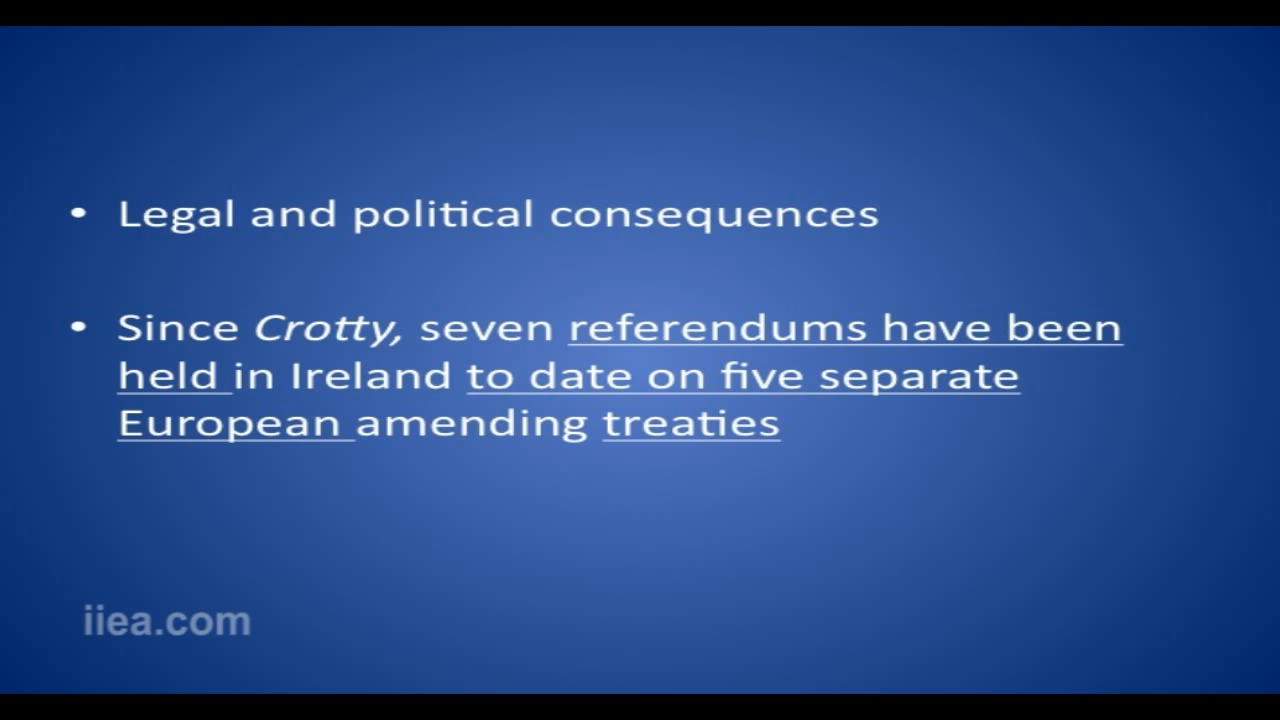 • Legal and political consequences
• Since Crotty, seven referendums have been
held in Ireland to date on five separate
European amending treaties
iiea.com